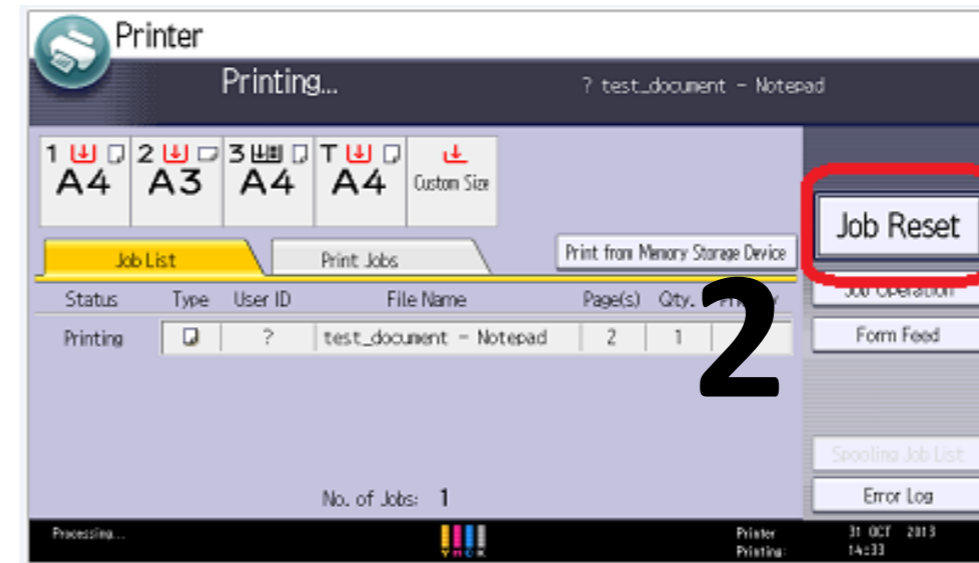 Printer
Printing... ? test_document - Notepad
1 2 3 T
A4 A3 A4 A4 Custom Size
Job Reset
Job List Print Jobs Print from Memory Storage Device
Job Operation
Status Type User ID File Name Page(s) Qty.
Printing ? test_document - Notepad 2 1
Form Feed
2
Spooling Job List
No. of Jobs: 1 Error Log
Processing... Y M C K Printer 31 OCT 2013
Printing: 14:33